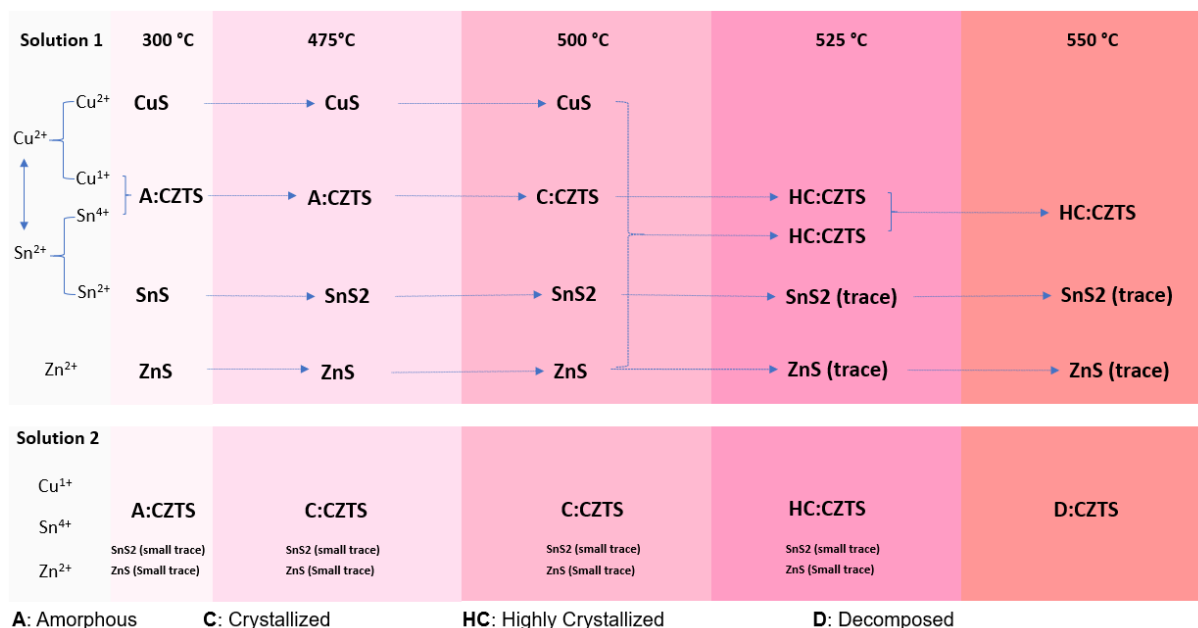 Solution 1 300 °C 475°C 500 °C 525 °C 550 °C
Cu²⁺ CuS CuS CuS
Cu²⁺
Cu¹⁺
A:CZTS A:CZTS C:CZTS HC:CZTS
Sn⁴⁺ HC:CZTS
HC:CZTS
Sn²⁺
Sn²⁺ SnS SnS2 SnS2 SnS2 (trace) SnS2 (trace)
Zn²⁺ ZnS ZnS ZnS ZnS (trace) ZnS (trace)
Solution 2
Cu¹⁺
A:CZTS C:CZTS C:CZTS HC:CZTS D:CZTS
Sn⁴⁺
SnS2 (small trace) SnS2 (small trace) SnS2 (small trace) SnS2 (small trace)
Zn²⁺ ZnS (Small trace) ZnS (Small trace) ZnS (Small trace) ZnS (Small trace)
A: Amorphous C: Crystallized HC: Highly Crystallized D: Decomposed